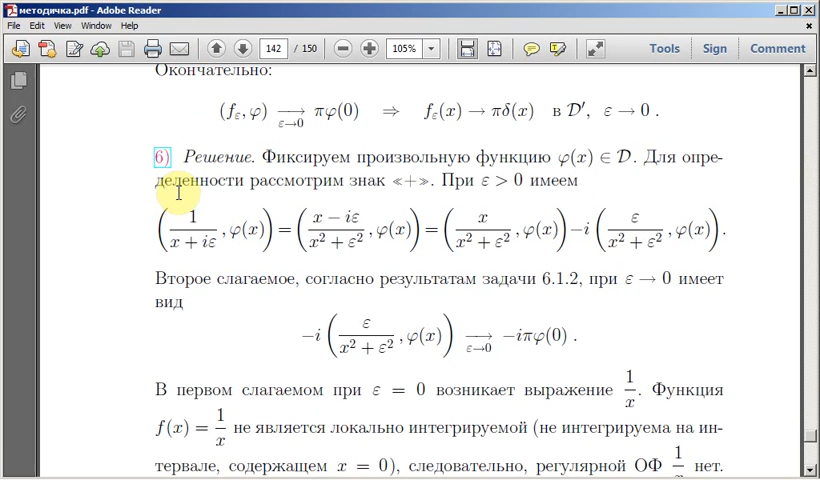 методичка.pdf - Adobe Reader
File Edit View Window Help
142 / 150 105% Tools Sign Comment
Окончательно:
(f_ε, φ) ⟶_{ε→0} πφ(0) ⇒ f_ε(x) → πδ(x) в 𝒟′, ε → 0 .
6) Решение. Фиксируем произвольную функцию φ(x) ∈ 𝒟. Для опре-
деленности рассмотрим знак «+». При ε > 0 имеем
(1/(x + iε), φ(x)) = ((x − iε)/(x² + ε²), φ(x)) = (x/(x² + ε²), φ(x)) − i (ε/(x² + ε²), φ(x)).
Второе слагаемое, согласно результатам задачи 6.1.2, при ε → 0 имеет
вид
−i (ε/(x² + ε²), φ(x)) ⟶_{ε→0} −iπφ(0) .
В первом слагаемом при ε = 0 возникает выражение 1/x. Функция
f(x) = 1/x не является локально интегрируемой (не интегрируема на ин-
тервале, содержащем x = 0), следовательно, регулярной ОФ 1/x нет.